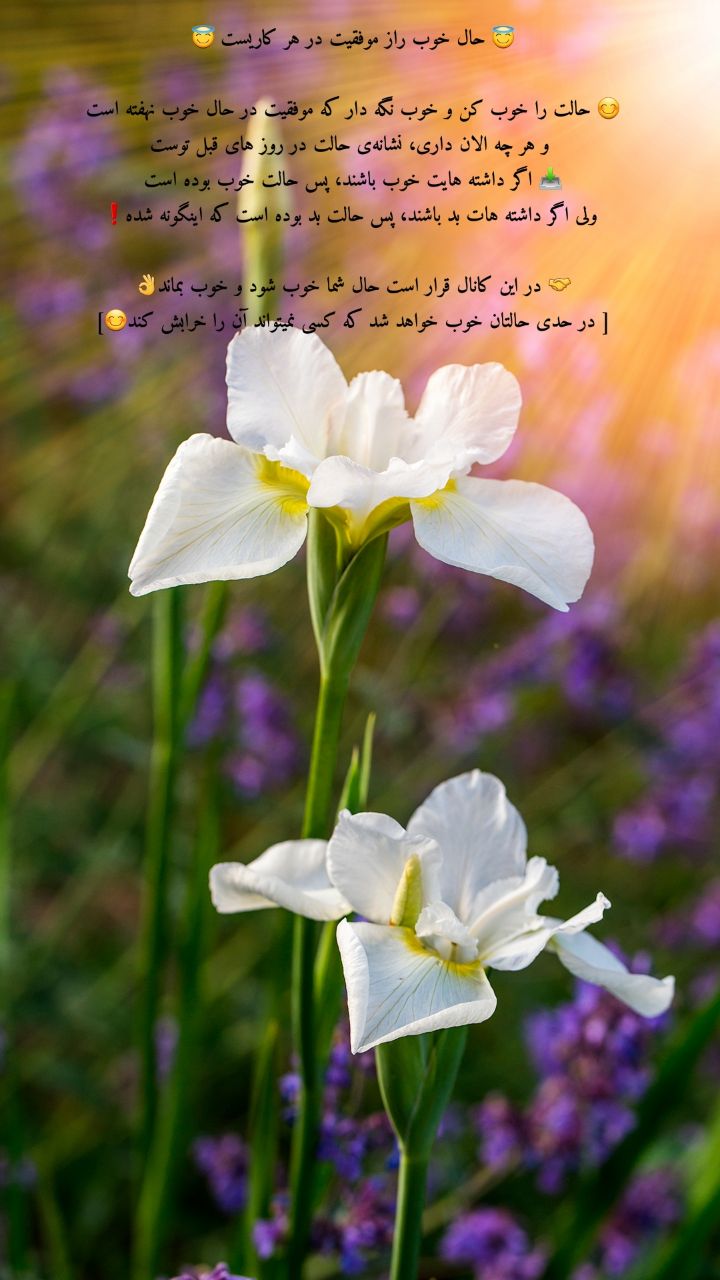 😇 حال خوب راز موفقیت در هر کاریست 😇
😊 حالت را خوب کن و خوب نگه دار که موفقیت در حال خوب نهفته است
و هر چه الان داری، نشانه‌ی حالت در روز های قبل توست
📥 اگر داشته هایت خوب باشند، پس حالت خوب بوده است
ولی اگر داشته هات بد باشند، پس حالت بد بوده است که اینگونه شده❗
🤝 در این کانال قرار است حال شما خوب شود و خوب بماند👌
[ در حدی حالتان خوب خواهد شد که کسی نمیتواند آن را خرابش کند😊]